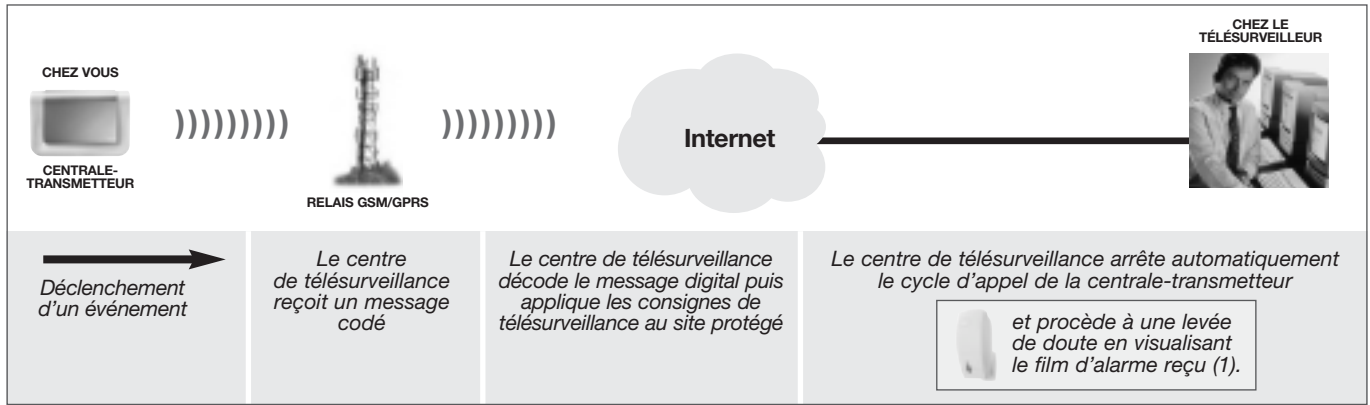 CHEZ LE
TÉLÉSURVEILLEUR
CHEZ VOUS
))))))))))
))))))))))
Internet
CENTRALE-
TRANSMETTEUR
RELAIS GSM/GPRS
Déclenchement
d'un événement
Le centre
de télésurveillance
reçoit un message
codé
Le centre de télésurveillance
décode le message digital puis
applique les consignes de
télésurveillance au site protégé
Le centre de télésurveillance arrête automatiquement
le cycle d'appel de la centrale-transmetteur
et procède à une levée
de doute en visualisant
le film d'alarme reçu (1).